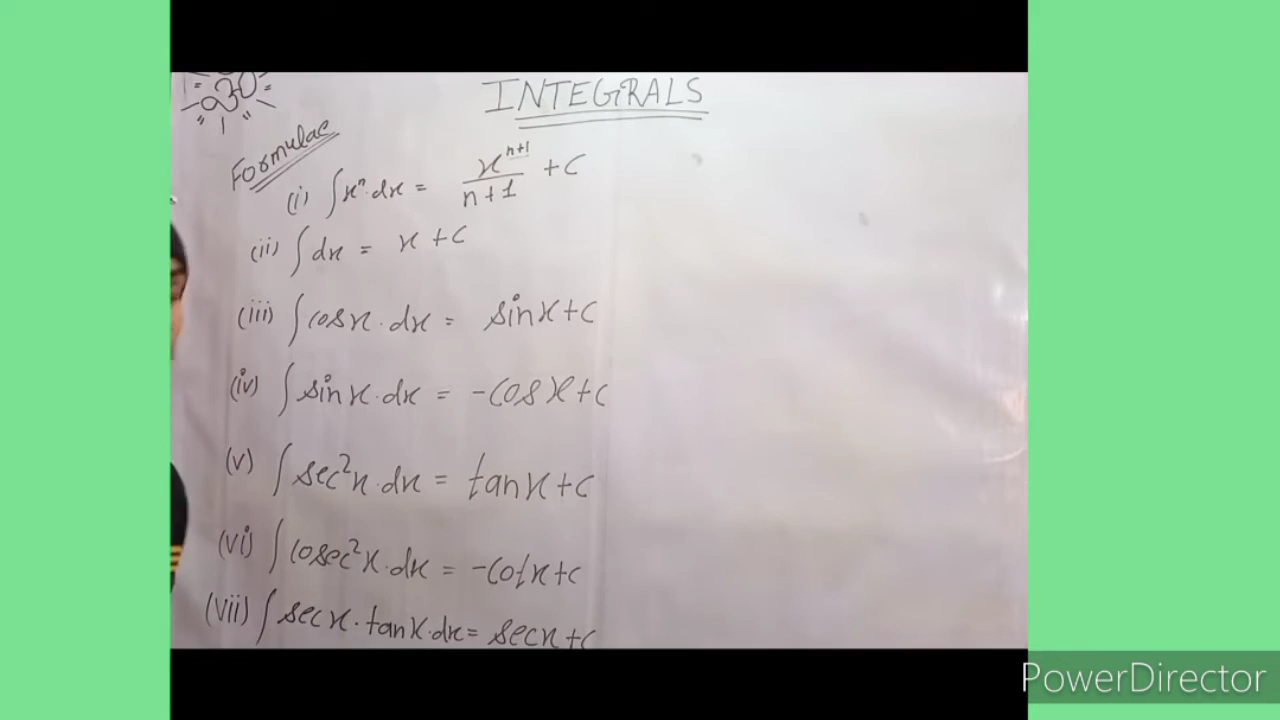 INTEGRALS
Formulae
(i) ∫xⁿ.dx = xⁿ⁺¹/n+1 +C
(ii) ∫dx = x+C
(iii) ∫cosx.dx = sinx+C
(iv) ∫sinx.dx = -cosx+C
(v) ∫sec²x.dx = tanx+C
(vi) ∫cosec²x.dx = -cotx+C
(vii) ∫secx.tanx.dx = secx+C
PowerDirector